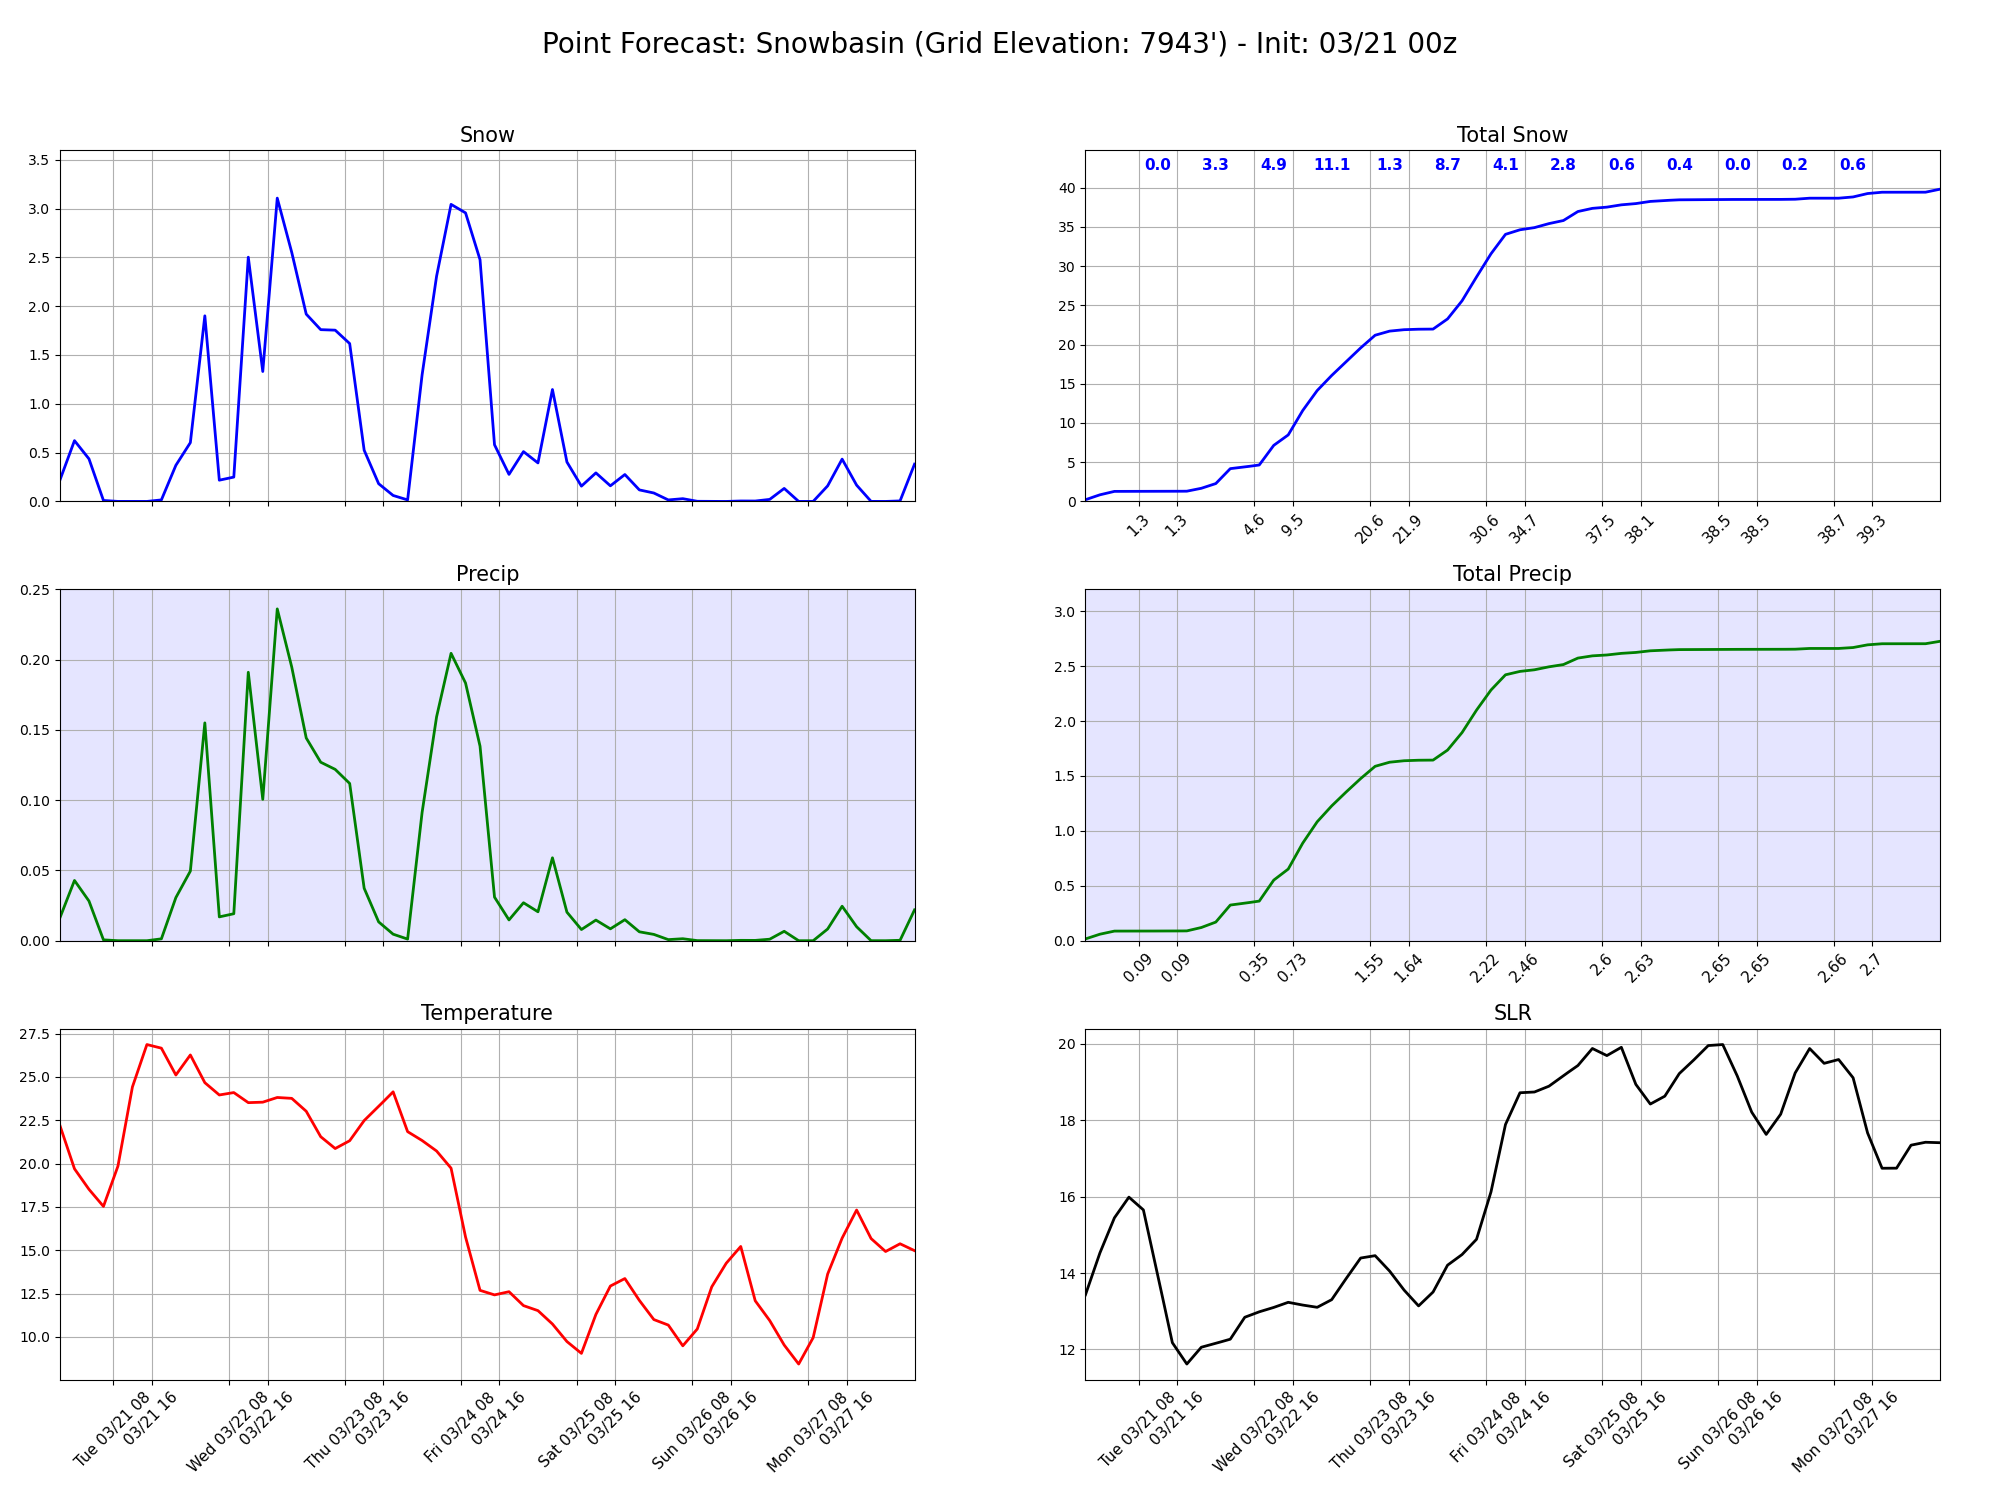 Point Forecast: Snowbasin (Grid Elevation: 7943') - Init: 03/21 00z
Snow
3.5
3.0
2.5
2.0
1.5
1.0
0.5
0.0
Total Snow
0.0 3.3 4.9 11.1 1.3 8.7 4.1 2.8 0.6 0.4 0.0 0.2 0.6
40
35
30
25
20
15
10
5
0
1.3 1.3 4.6 9.5 20.6 21.9 30.6 34.7 37.5 38.1 38.5 38.5 38.7 39.3
Precip
0.25
0.20
0.15
0.10
0.05
0.00
Total Precip
3.0
2.5
2.0
1.5
1.0
0.5
0.0
0.09 0.09 0.35 0.73 1.55 1.64 2.22 2.46 2.6 2.63 2.65 2.65 2.66 2.7
Temperature
27.5
25.0
22.5
20.0
17.5
15.0
12.5
10.0
Tue 03/21 08
03/21 16
Wed 03/22 08
03/22 16
Thu 03/23 08
03/23 16
Fri 03/24 08
03/24 16
Sat 03/25 08
03/25 16
Sun 03/26 08
03/26 16
Mon 03/27 08
03/27 16
SLR
20
18
16
14
12
Tue 03/21 08
03/21 16
Wed 03/22 08
03/22 16
Thu 03/23 08
03/23 16
Fri 03/24 08
03/24 16
Sat 03/25 08
03/25 16
Sun 03/26 08
03/26 16
Mon 03/27 08
03/27 16